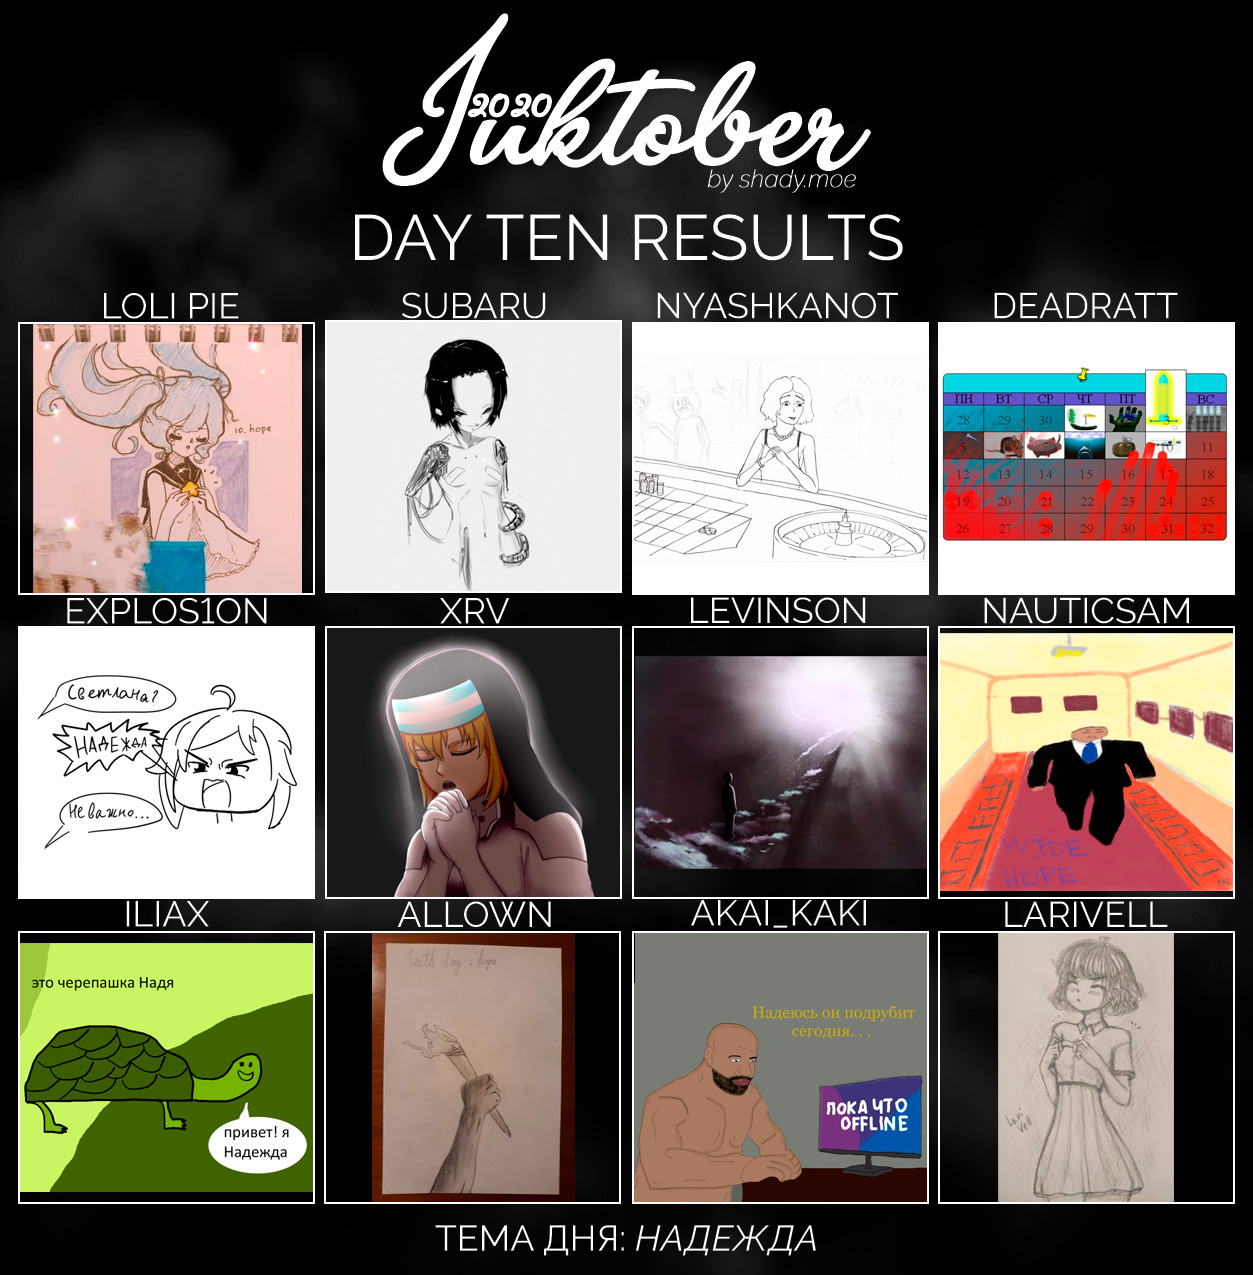 Juktober
2020
by shady.moe
DAY TEN RESULTS
LOLI PIE
SUBARU
NYASHKANOT
DEADRATT
10. hope
ПН ВТ СР ЧТ ПТ ВС
28 29 30
5 10 11
12 13 14 15 16 17 18
19 20 21 22 23 24 25
26 27 28 29 30 31 32
EXPLOS1ON
XRV
LEVINSON
NAUTICSAM
Светлана?
НАДЕЖДА
Не важно...
WIDE
HOPE
ILIAX
ALLOWN
AKAI_KAKI
LARIVELL
это черепашка Надя
привет! я
Надежда
day : hope
Надеюсь он подрубит
сегодня. . .
ПОКА ЧТО
OFFLINE
Lari
Vell
ТЕМА ДНЯ: НАДЕЖДА